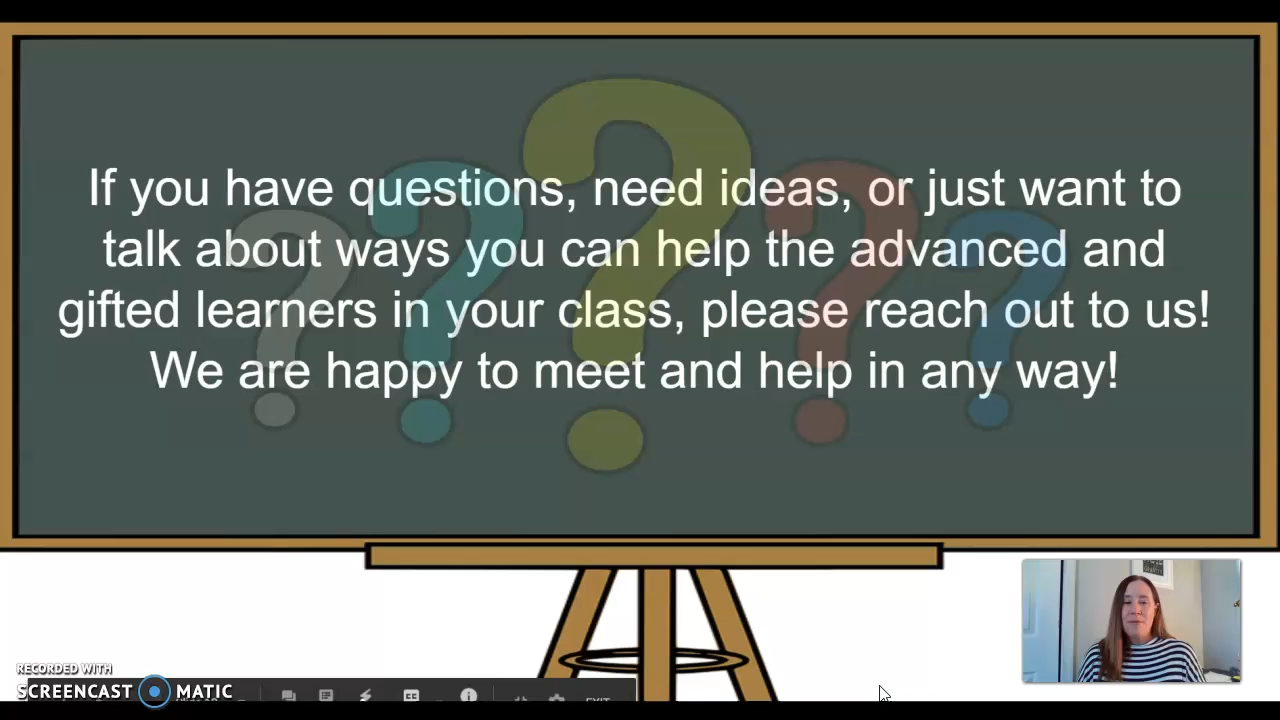 If you have questions, need ideas, or just want to
talk about ways you can help the advanced and
gifted learners in your class, please reach out to us!
We are happy to meet and help in any way!
RECORDED WITH
SCREENCAST MATIC
CC
EXIT